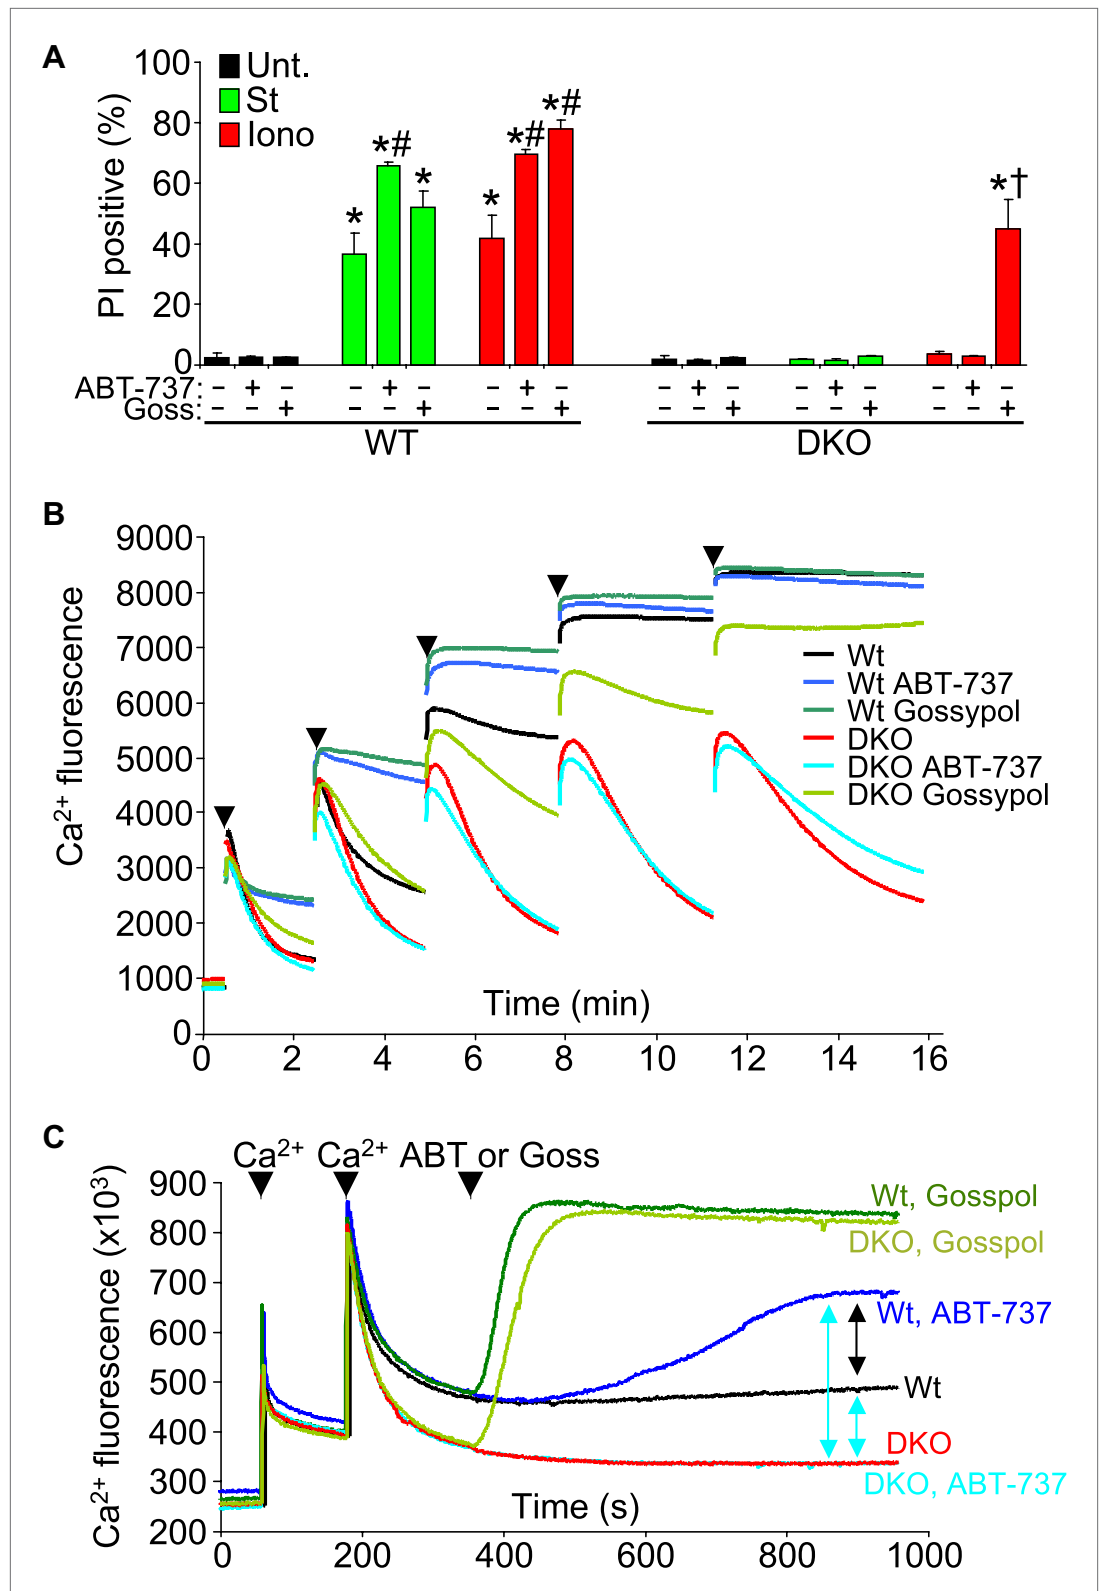 A
PI positive (%)
100
80
60
40
20
0
Unt.
St
Iono
*
*#
*
*
*#
*#
*†
ABT-737: - + - - + - - + - - + - - + - - + -
Goss: - - + - - + - - + - - + - - + - - +
WT DKO
B
Ca²⁺ fluorescence
9000
8000
7000
6000
5000
4000
3000
2000
1000
0
Wt
Wt ABT-737
Wt Gossypol
DKO
DKO ABT-737
DKO Gossypol
Time (min)
0 2 4 6 8 10 12 14 16
C
Ca²⁺ Ca²⁺ ABT or Goss
Ca²⁺ fluorescence (x10³)
900
800
700
600
500
400
300
200
Wt, Gosspol
DKO, Gosspol
Wt, ABT-737
Wt
DKO
DKO, ABT-737
Time (s)
0 200 400 600 800 1000